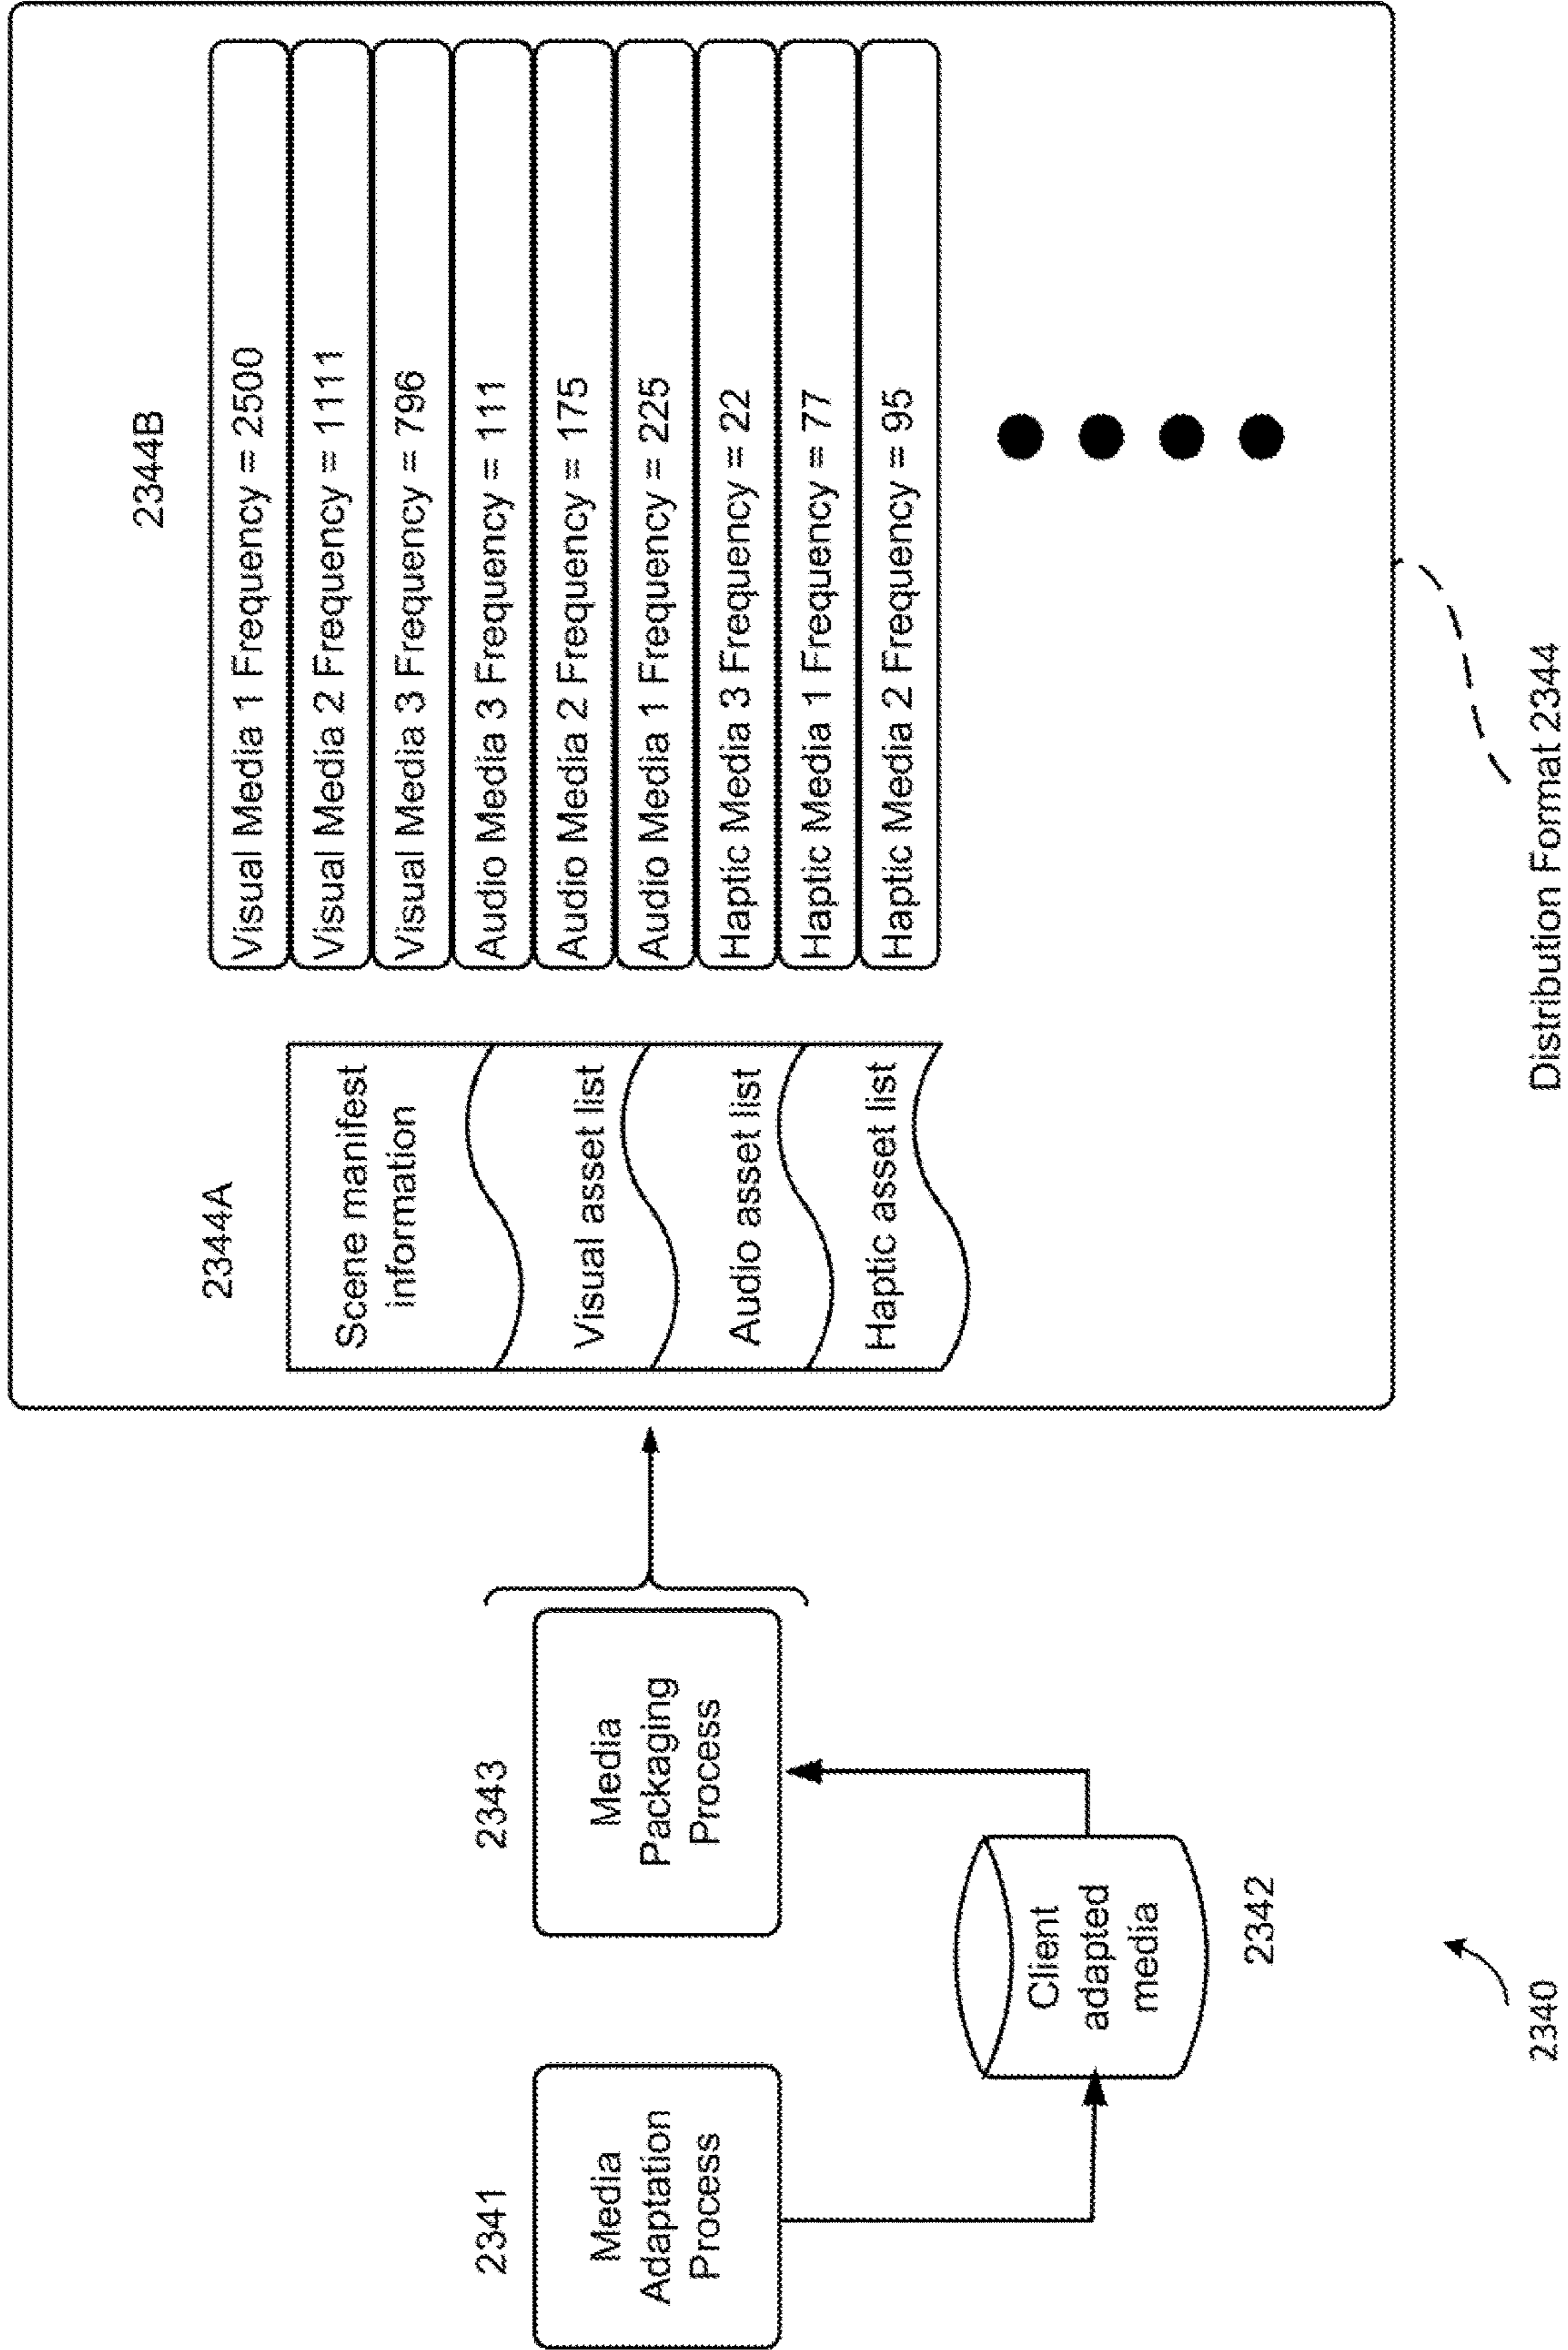 2341
Media
Adaptation
Process
2343
Media
Packaging
Process
Client
adapted
media
2342
2340
2344A
Scene manifest
information
Visual asset list
Audio asset list
Haptic asset list
2344B
Visual Media 1 Frequency = 2500
Visual Media 2 Frequency = 1111
Visual Media 3 Frequency = 796
Audio Media 3 Frequency = 111
Audio Media 2 Frequency = 175
Audio Media 1 Frequency = 225
Haptic Media 3 Frequency = 22
Haptic Media 1 Frequency = 77
Haptic Media 2 Frequency = 95
Distribution Format 2344